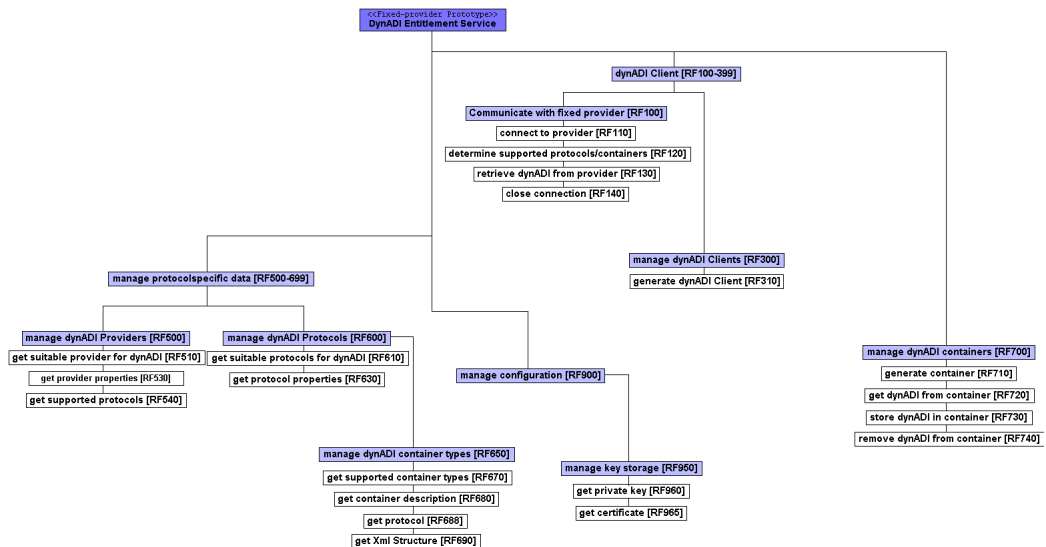 <<Fixed-provider Prototype>>
DynADI Entitlement Service
dynADI Client [RF100-399]
Communicate with fixed provider [RF100]
connect to provider [RF110]
determine supported protocols/containers [RF120]
retrieve dynADI from provider [RF130]
close connection [RF140]
manage dynADI Clients [RF300]
generate dynADI Client [RF310]
manage protocolspecific data [RF500-699]
manage dynADI Providers [RF500]
get suitable provider for dynADI [RF510]
get provider properties [RF530]
get supported protocols [RF540]
manage dynADI Protocols [RF600]
get suitable protocols for dynADI [RF610]
get protocol properties [RF630]
manage dynADI container types [RF650]
get supported container types [RF670]
get container description [RF680]
get protocol [RF688]
get Xml Structure [RF690]
manage configuration [RF900]
manage key storage [RF950]
get private key [RF960]
get certificate [RF965]
manage dynADI containers [RF700]
generate container [RF710]
get dynADI from container [RF720]
store dynADI in container [RF730]
remove dynADI from container [RF740]